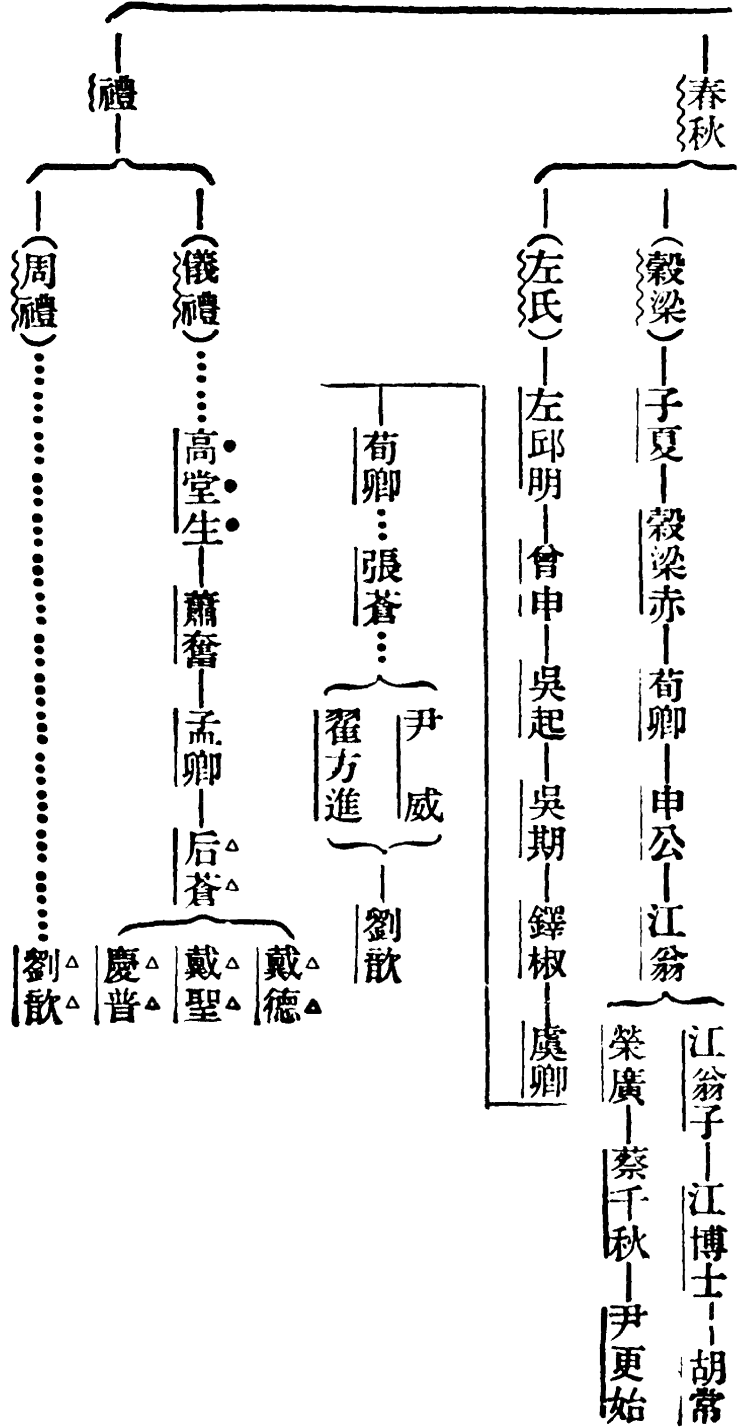 春秋
（穀梁）
子夏
穀梁赤
荀卿
申公
江翁
江翁子
江博士
胡常
榮廣
蔡千秋
尹更始
（左氏）
左邱明
曾申
吳起
吳期
鐸椒
虞卿
荀卿
張蒼
尹威
翟方進
劉歆
禮
（儀禮）
高堂生
蕭奮
孟卿
后蒼
戴德
戴聖
慶普
（周禮）
劉歆